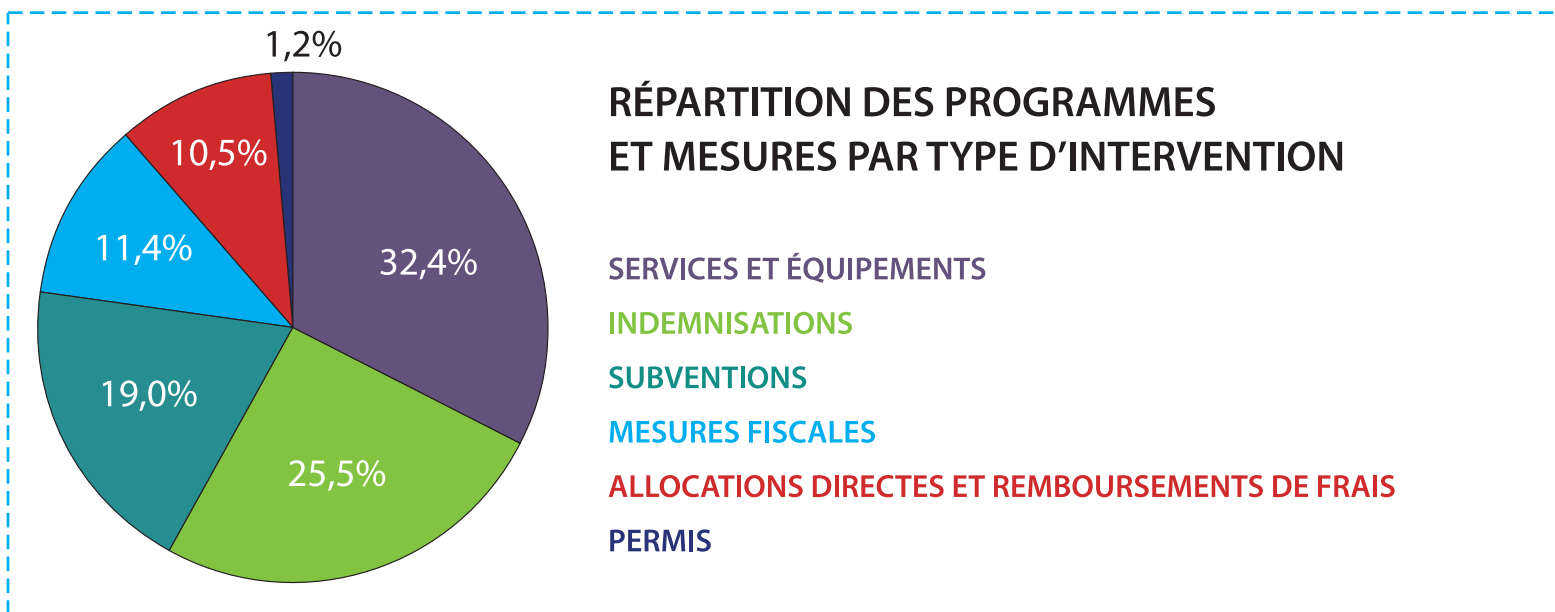 1,2%
10,5%
11,4%
32,4%
19,0%
25,5%
RÉPARTITION DES PROGRAMMES
ET MESURES PAR TYPE D’INTERVENTION
SERVICES ET ÉQUIPEMENTS
INDEMNISATIONS
SUBVENTIONS
MESURES FISCALES
ALLOCATIONS DIRECTES ET REMBOURSEMENTS DE FRAIS
PERMIS